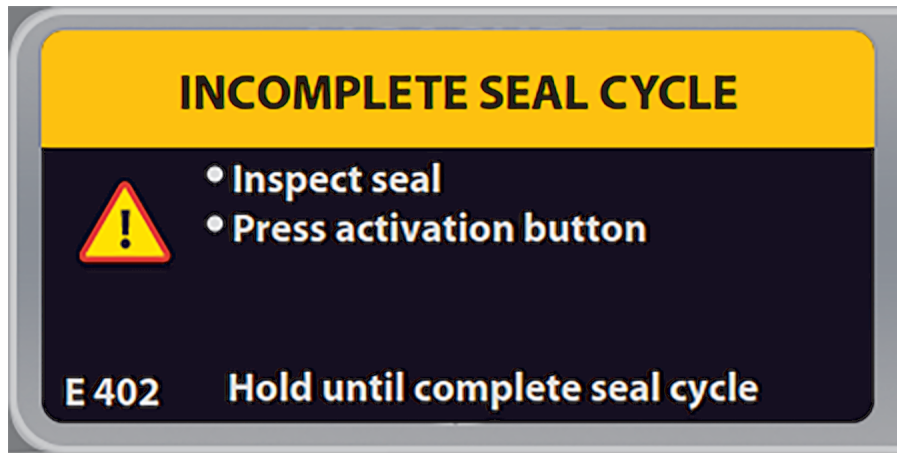 INCOMPLETE SEAL CYCLE
• Inspect seal
• Press activation button
E 402 Hold until complete seal cycle